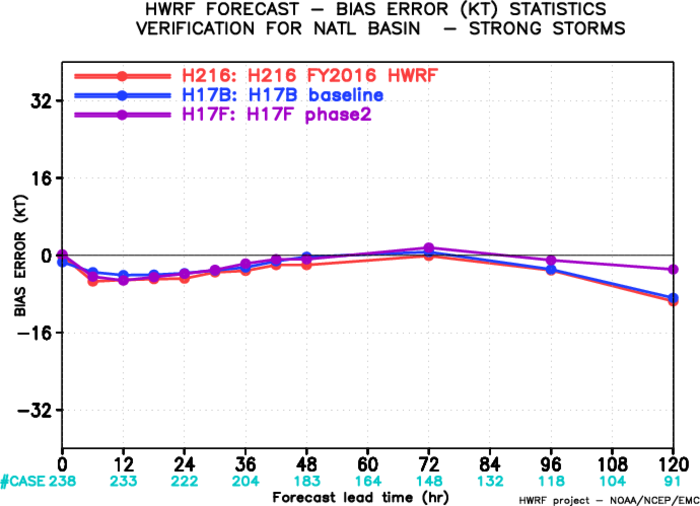 HWRF FORECAST − BIAS ERROR (KT) STATISTICS
VERIFICATION FOR NATL BASIN − STRONG STORMS
H216: H216 FY2016 HWRF
H17B: H17B baseline
H17F: H17F phase2
BIAS ERROR (KT)
32
16
0
−16
−32
0 12 24 36 48 60 72 84 96 108 120
#CASE 238 233 222 204 183 164 148 132 118 104 91
Forecast lead time (hr)
HWRF project − NOAA/NCEP/EMC